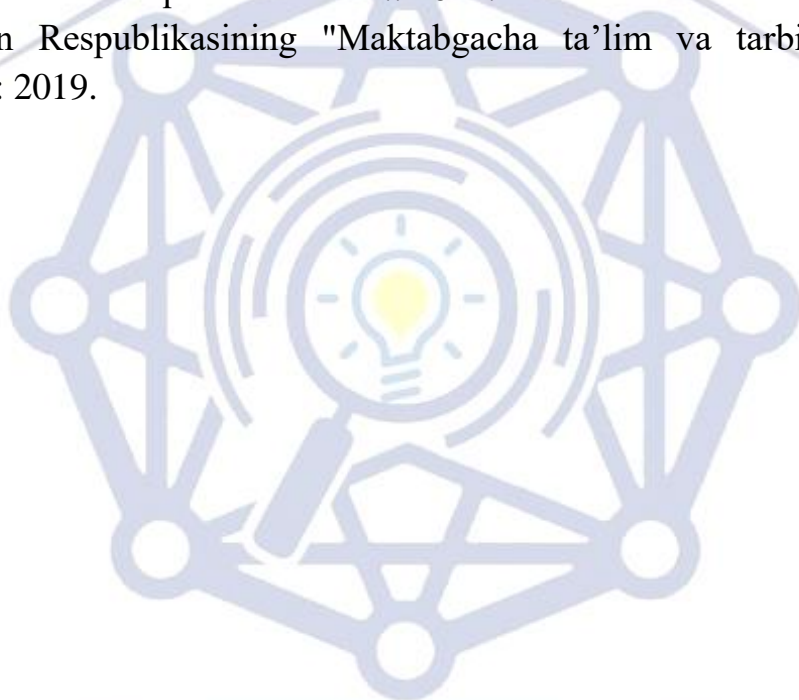 n Respublikasining "Maktabgacha ta’lim va tarbi
: 2019.